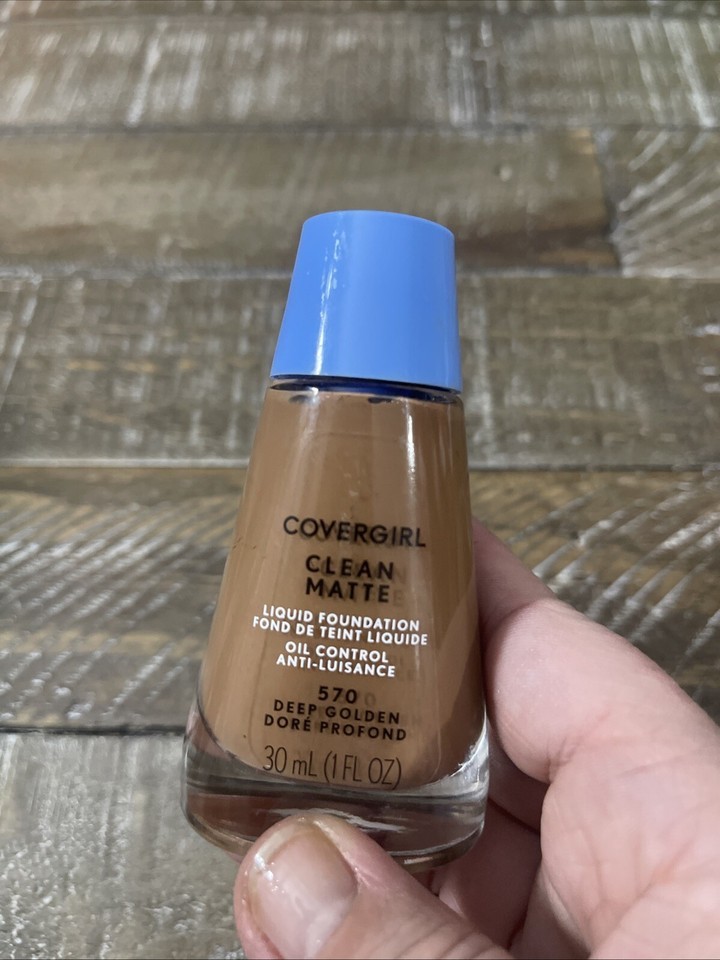 COVERGIRL
CLEAN
MATTE
LIQUID FOUNDATION
FOND DE TEINT LIQUIDE
OIL CONTROL
ANTI-LUISANCE
570
DEEP GOLDEN
DORÉ PROFOND
30 mL (1 FL OZ)